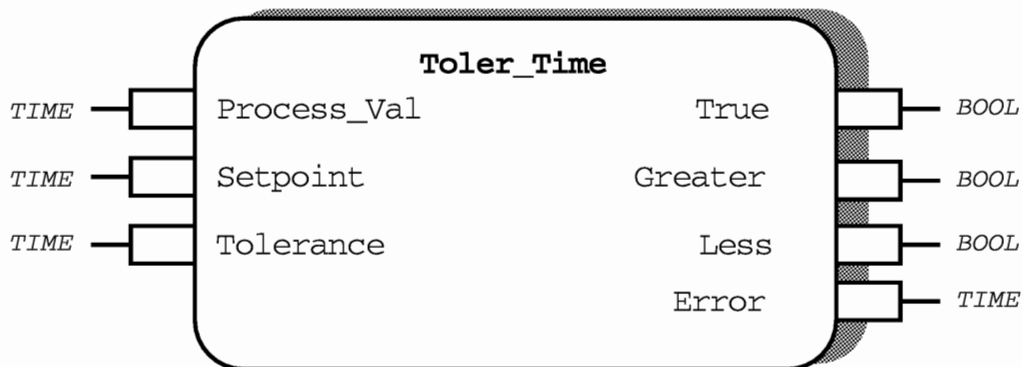 Toler_Time
TIME Process_Val True BOOL
TIME Setpoint Greater BOOL
TIME Tolerance Less BOOL
Error TIME